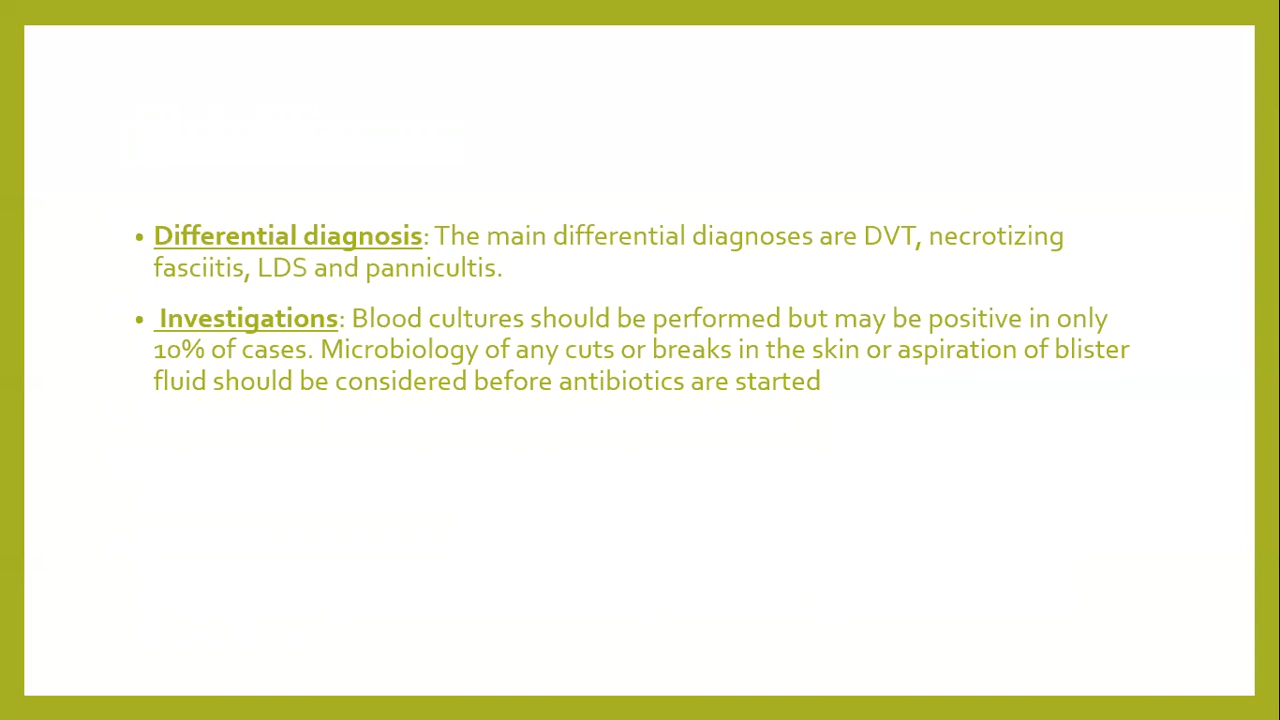 • Differential diagnosis: The main differential diagnoses are DVT, necrotizing
fasciitis, LDS and pannicultis.
• Investigations: Blood cultures should be performed but may be positive in only
10% of cases. Microbiology of any cuts or breaks in the skin or aspiration of blister
fluid should be considered before antibiotics are started